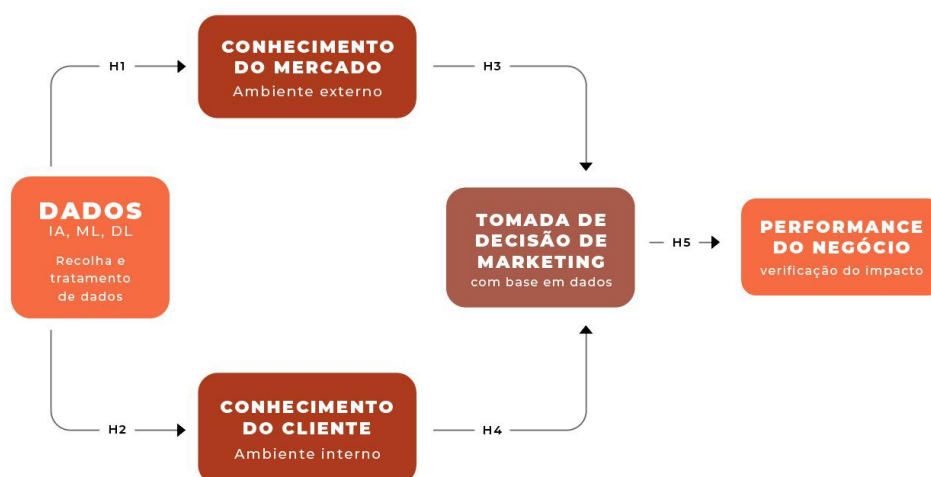 H1
CONHECIMENTO
DO MERCADO
Ambiente externo
H3
DADOS
IA, ML, DL
Recolha e
tratamento
de dados
TOMADA DE
DECISÃO DE
MARKETING
com base em dados
H5
PERFORMANCE
DO NEGÓCIO
verificação do impacto
H2
CONHECIMENTO
DO CLIENTE
Ambiente interno
H4